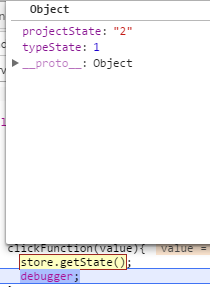 Object
projectState: "2"
typeState: 1
__proto__: Object
clickFunction(value){ value =
store.getState();
debugger;